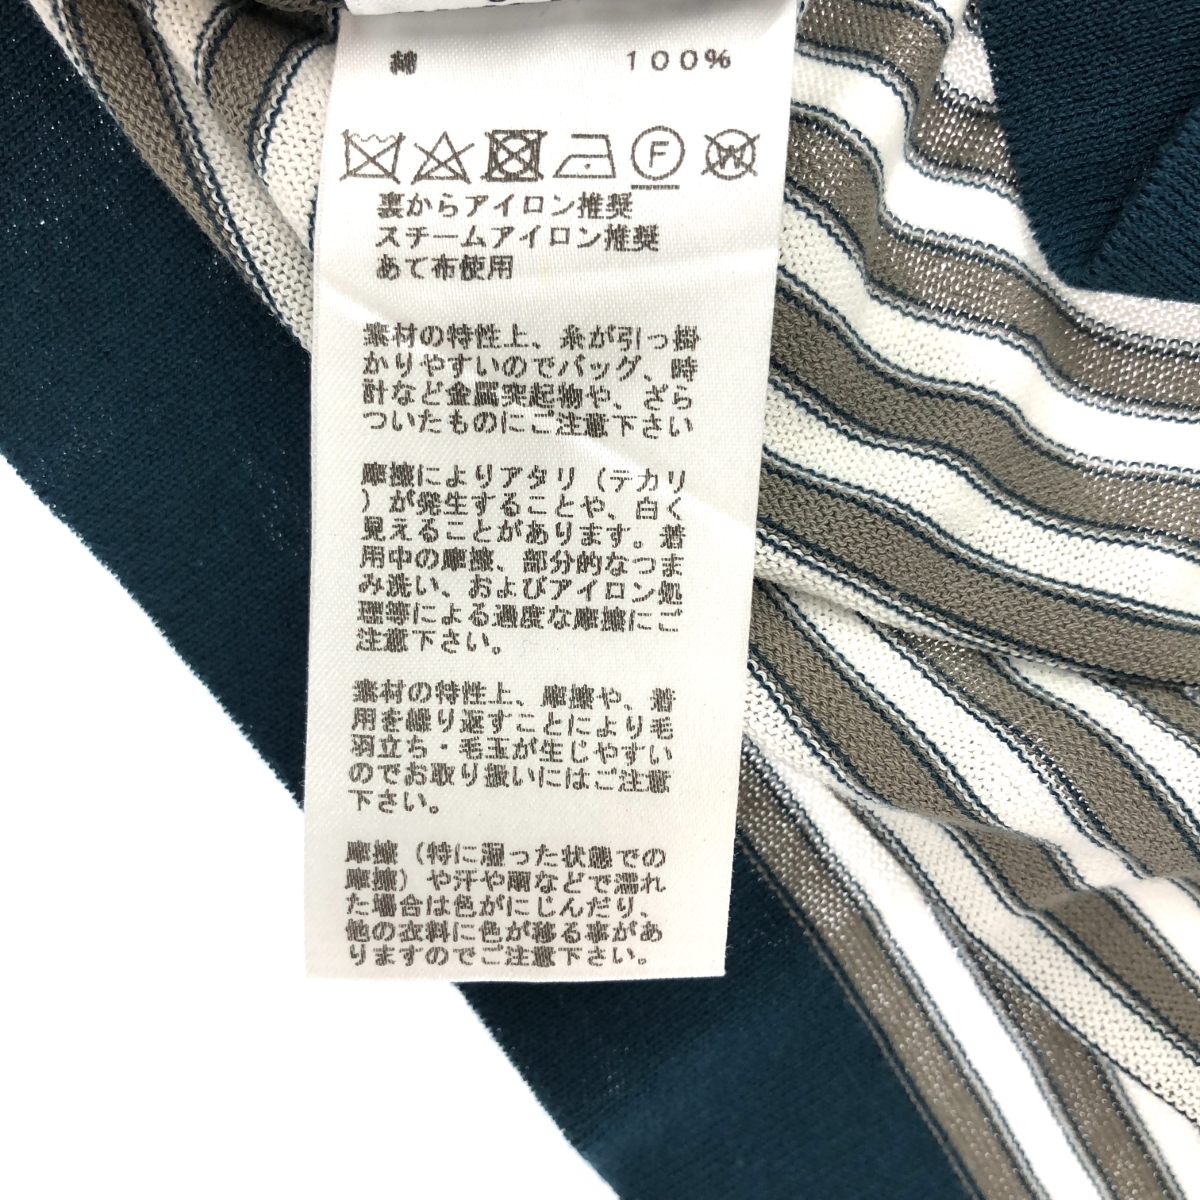 綿　100％
F W
裏からアイロン推奨
スチームアイロン推奨
あて布使用
素材の特性上、糸が引っ掛
かりやすいのでバッグ、時
計など金属突起物や、ざら
ついたものにご注意下さい
摩擦によりアタリ（テカリ
）が発生することや、白く
見えることがあります。着
用中の摩擦、部分的なつま
み洗い、およびアイロン処
理等による過度な摩擦にご
注意下さい。
素材の特性上、摩擦や、着
用を繰り返すことにより毛
羽立ち・毛玉が生じやすい
のでお取り扱いにはご注意
下さい。
摩擦（特に湿った状態での
摩擦）や汗や雨などで濡れ
た場合は色がにじんだり、
他の衣料に色が移る事があ
りますのでご注意下さい。